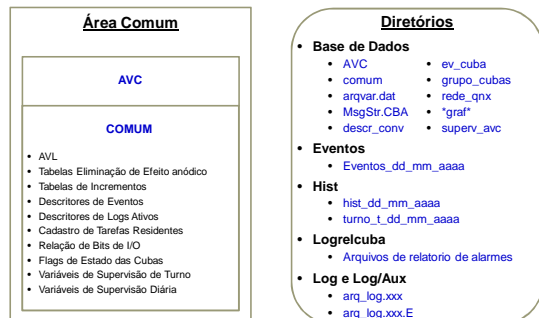 Área Comum
AVC
COMUM
• AVL
• Tabelas Eliminação de Efeito anódico
• Tabelas de Incrementos
• Descritores de Eventos
• Descritores de Logs Ativos
• Cadastro de Tarefas Residentes
• Relação de Bits de I/O
• Flags de Estado das Cubas
• Variáveis de Supervisão de Turno
• Variáveis de Supervisão Diária
Diretórios
• Base de Dados
• AVC
• comum
• arqvar.dat
• MsgStr.CBA
• descr_conv
• ev_cuba
• grupo_cubas
• rede_qnx
• *graf*
• superv_avc
• Eventos
• Eventos_dd_mm_aaaa
• Hist
• hist_dd_mm_aaaa
• turno_t_dd_mm_aaaa
• Logrelcuba
• Arquivos de relatorio de alarmes
• Log e Log/Aux
• arq_log.xxx
• arq_log.xxx.E